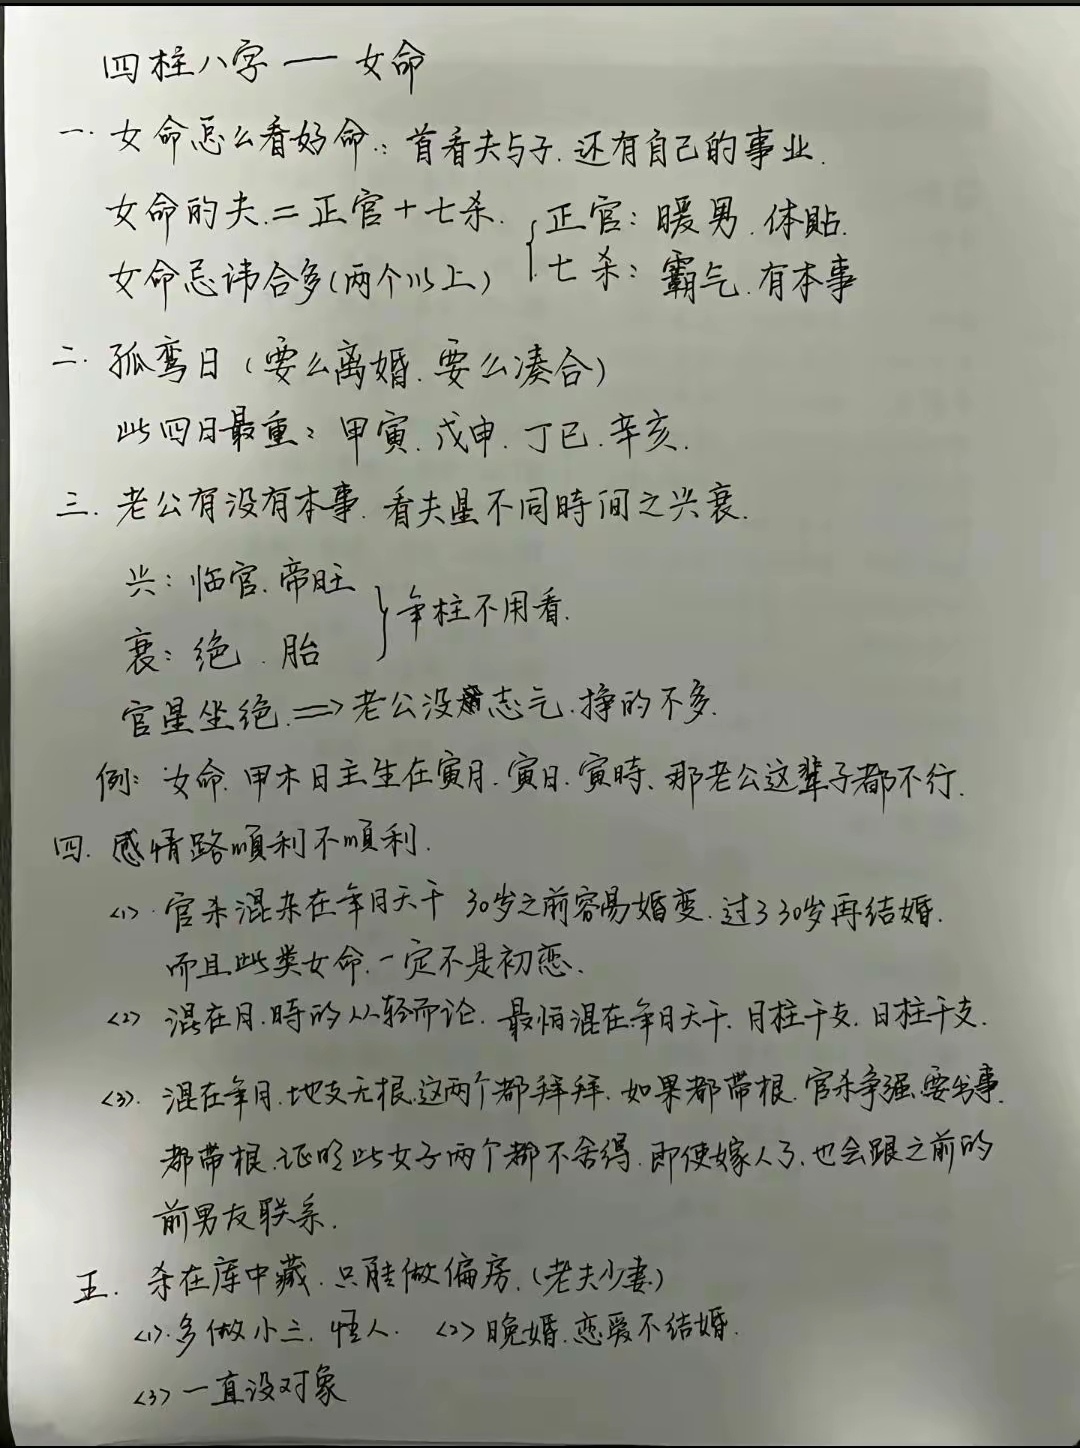 四柱八字 — 女命
一. 女命怎么看好命:: 首看夫与子. 还有自己的事业.
女命的夫 = 正官+七杀. { 正官: 暖男. 体貼.
女命忌讳合多(两个以上) 七杀: 霸气. 有本事
二. 孤鸾日 (要么离婚. 要么凑合)
此四日最重: 甲寅. 戊申. 丁巳. 辛亥.
三. 老公有没有本事. 看夫星不同時间之兴衰.
兴: 临官. 帝旺
} 年柱不用看.
衰: 绝. 胎
官星坐绝. => 老公没志气. 挣的不多.
例: 女命. 甲木日主生在寅月. 寅日. 寅時、那老公这辈子都不行.
四. 感情路順利不順利.
<1>. 官杀混杂在年月天干 30岁之前容易婚变. 过了30岁再结婚.
而且此类女命. 一定不是初恋.
<2> 混在月. 時的从轻而论. 最怕混在年月天干. 月柱干支. 日柱干支.
<3>. 混在年月. 地支无根. 这两个都拜拜. 如果都带根. 官杀争强. 要出事.
都带根. 证明此女子两个都不舍得. 即使嫁人了. 也会跟之前的
前男友联系.
五. 杀在库中藏. 只能做偏房. (老夫少妻)
<1>. 多做小三. 情人. <2> 晚婚. 恋爱不结婚.
<3> 一直没对象